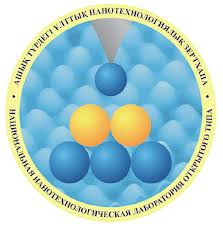 АШЫҚ ТҮРДЕГІ ҰЛТТЫҚ НАНОТЕХНОЛОГИЯЛЫҚ ЗЕРТХАНА
НАЦИОНАЛЬНАЯ НАНОТЕХНОЛОГИЧЕСКАЯ ЛАБОРАТОРИЯ ОТКРЫТОГО ТИПА